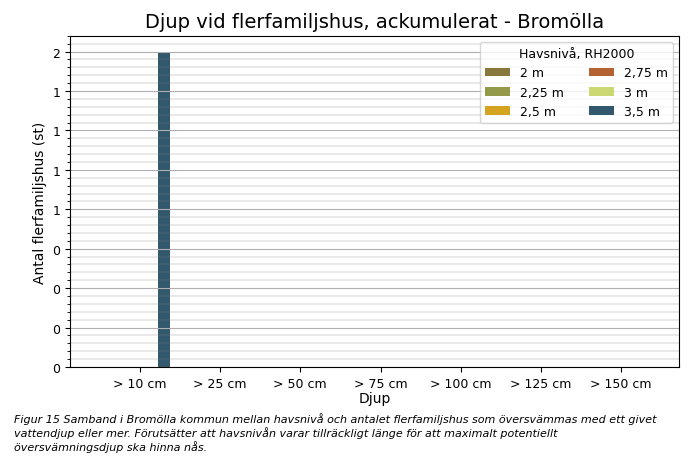 Djup vid flerfamiljshus, ackumulerat - Bromölla
Havsnivå, RH2000
2 m
2,25 m
2,5 m
2,75 m
3 m
3,5 m
Antal flerfamiljshus (st)
2
1
1
1
1
0
0
0
0
> 10 cm
> 25 cm
> 50 cm
> 75 cm
> 100 cm
> 125 cm
> 150 cm
Djup
Figur 15 Samband i Bromölla kommun mellan havsnivå och antalet flerfamiljshus som översvämmas med ett givet
vattendjup eller mer. Förutsätter att havsnivån varar tillräckligt länge för att maximalt potentiellt
översvämningsdjup ska hinna nås.